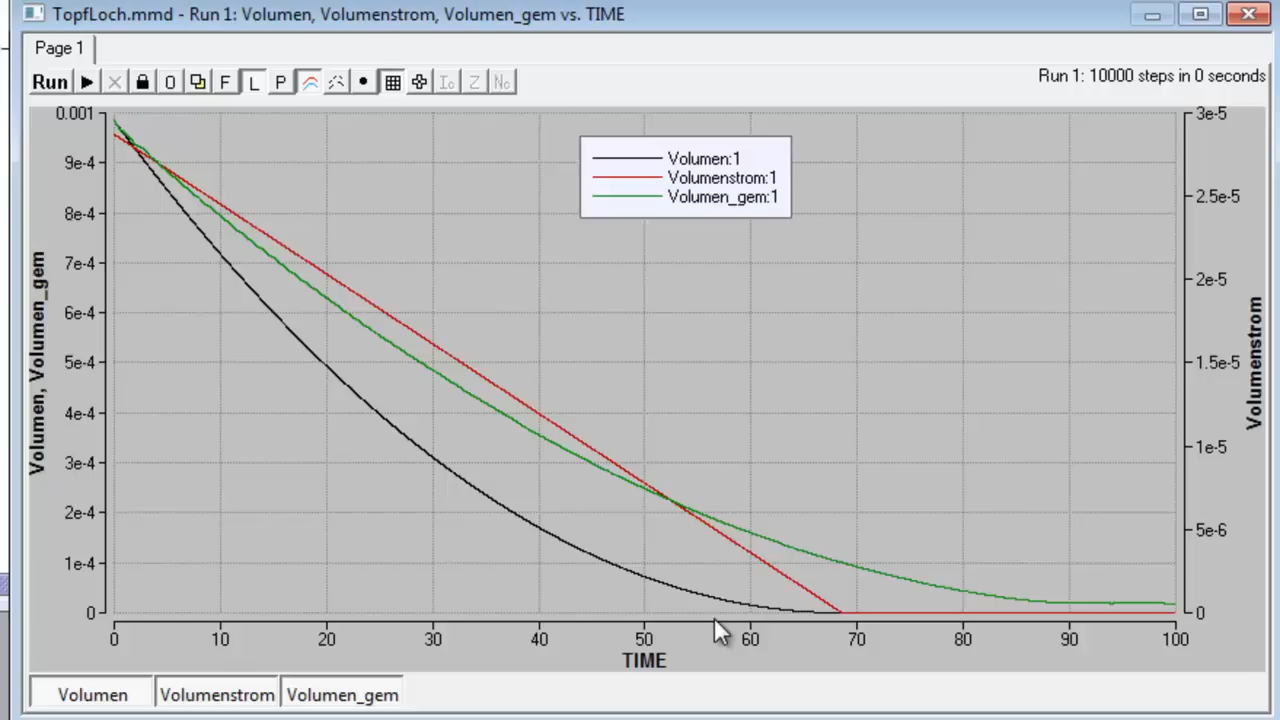 TopfLoch.mmd - Run 1: Volumen, Volumenstrom, Volumen_gem vs. TIME
Page 1
Run X 0 F L P Ic Z Nc
Run 1: 10000 steps in 0 seconds
0.001
9e-4
8e-4
7e-4
6e-4
5e-4
4e-4
3e-4
2e-4
1e-4
0
Volumen, Volumen_gem
Volumen:1
Volumenstrom:1
Volumen_gem:1
3e-5
2.5e-5
2e-5
1.5e-5
1e-5
5e-6
0
Volumenstrom
0 10 20 30 40 50 60 70 80 90 100
TIME
Volumen Volumenstrom Volumen_gem